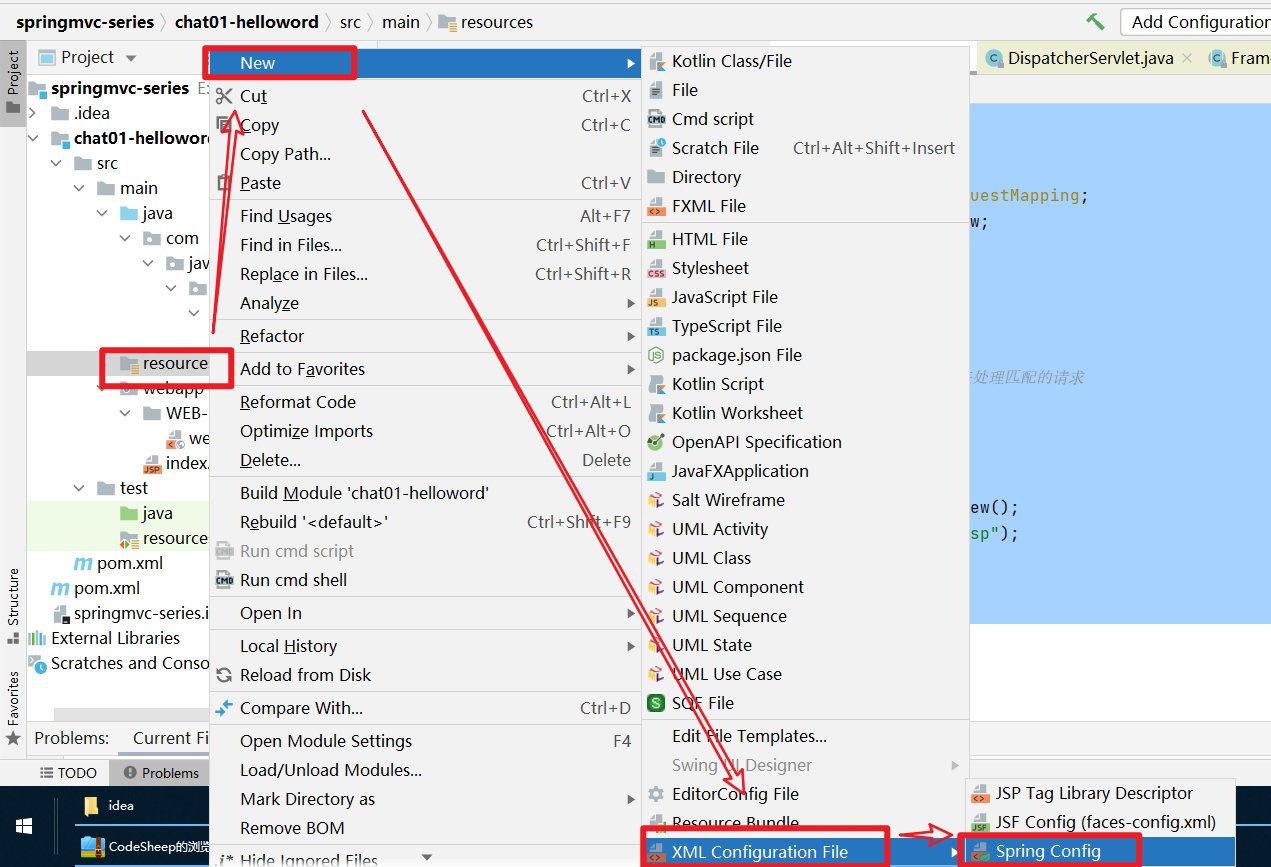 springmvc-series chat01-helloword src main resources Add Configuration
Project
Project
springmvc-series E:
.idea
chat01-helloword
src
main
java
com
jav
resource
webapp
WEB-
we
index.
test
java
resource
pom.xml
pom.xml
springmvc-series.i
External Libraries
Scratches and Conso
Structure
Favorites
Problems: Current Fi
TODO Problems
idea
CodeSheep的浏览
New
Cut Ctrl+X
Copy Ctrl+C
Copy Path...
Paste Ctrl+V
Find Usages Alt+F7
Find in Files... Ctrl+Shift+F
Replace in Files... Ctrl+Shift+R
Analyze
Refactor
Add to Favorites
Reformat Code Ctrl+Alt+L
Optimize Imports Ctrl+Alt+O
Delete... Delete
Build Module 'chat01-helloword'
Rebuild '<default>' Ctrl+Shift+F9
Run cmd script
Run cmd shell
Open In
Local History
Reload from Disk
Compare With... Ctrl+D
Open Module Settings F4
Load/Unload Modules...
Mark Directory as
Remove BOM
Hide Ignored Files
Kotlin Class/File
File
Cmd script
Scratch File Ctrl+Alt+Shift+Insert
Directory
FXML File
HTML File
Stylesheet
JavaScript File
TypeScript File
package.json File
Kotlin Script
Kotlin Worksheet
OpenAPI Specification
JavaFXApplication
Salt Wireframe
UML Activity
UML Class
UML Component
UML Sequence
UML State
UML Use Case
SQF File
Edit File Templates...
Swing UI Designer
EditorConfig File
Resource Bundle
XML Configuration File
JSP Tag Library Descriptor
JSF Config (faces-config.xml)
Spring Config
DispatcherServlet.java Fram
uestMapping;
w;
处理匹配的请求
ew();
sp");